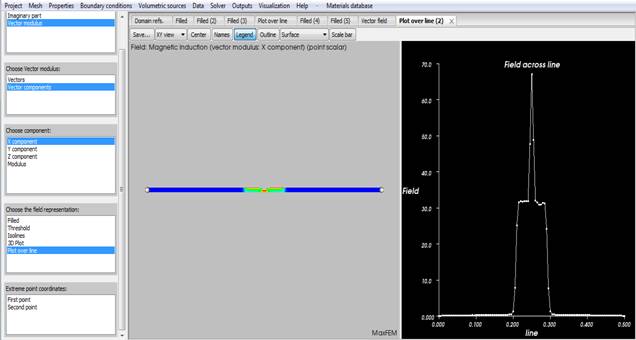 Project Mesh Properties Boundary conditions Volumetric sources Data Solver Outputs Visualization Help - Materials database
Imaginary part
Vector modulus
Choose Vector modulus:
Vectors
Vector components
Choose component:
X component
Y component
Z component
Modulus
Choose the field representation:
Filled
Threshold
Isolines
3D Plot
Plot over line
Extreme point coordinates:
First point
Second point
Domain refs. Filled Filled (2) Filled (3) Plot over line Filled (4) Filled (5) Vector field Plot over line (2) X
Save... XY view Center Names Legend Outline Surface Scale bar
Field: Magnetic induction (vector modulus: X component) (point scalar)
MaxFEM
Field across line
70.0
60.0
50.0
40.0
Field
30.0
20.0
10.0
0.000
0.000 0.100 0.200 0.300 0.400 0.500
line